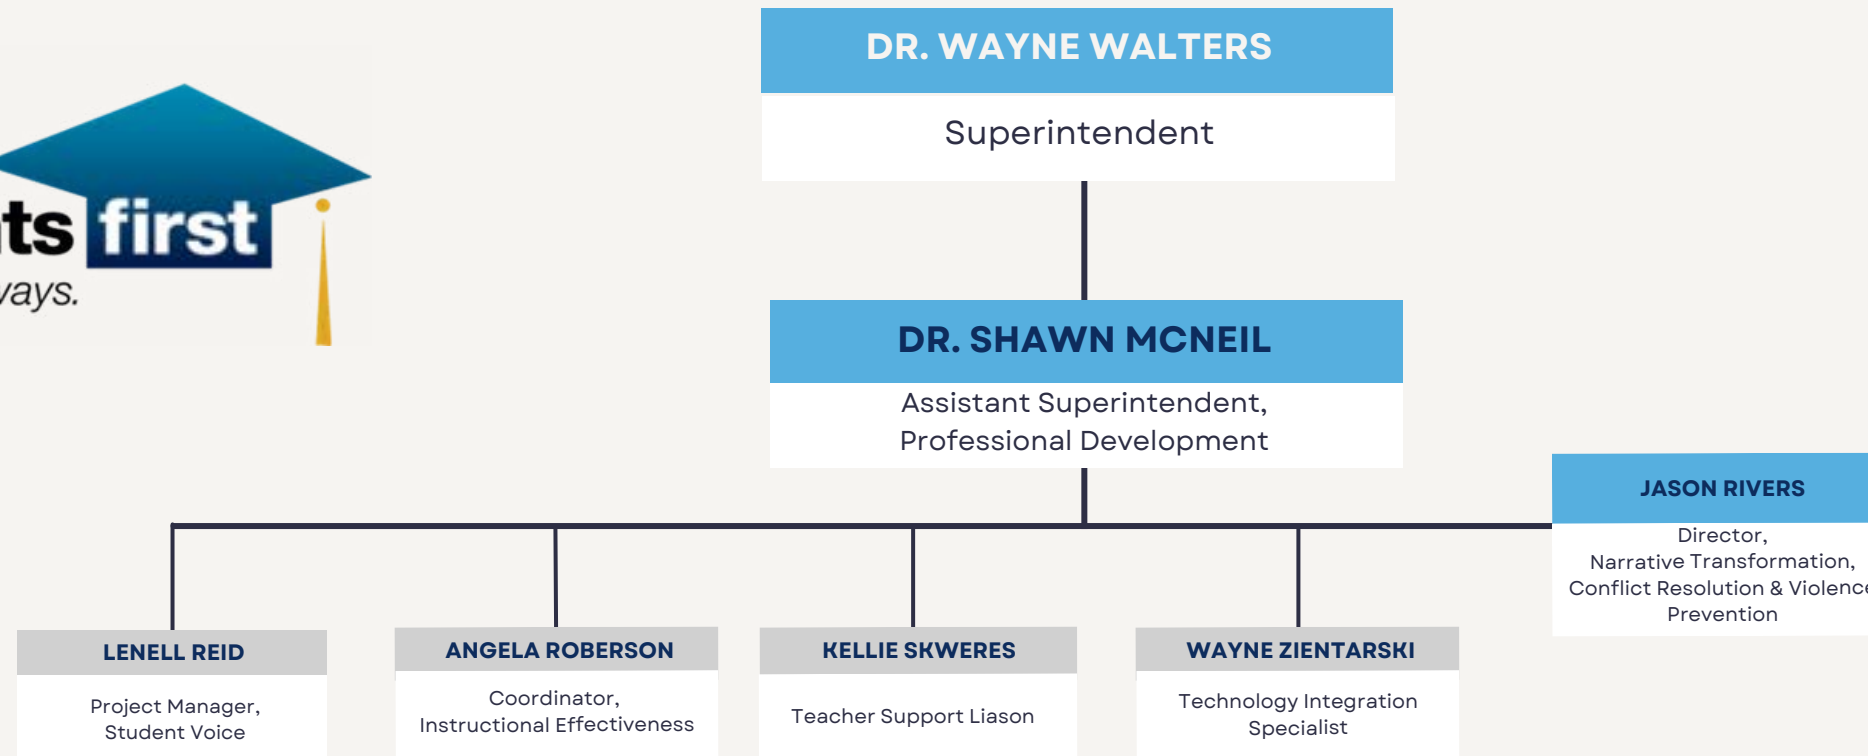 DR. WAYNE WALTERS
Superintendent
ts first
ways.
DR. SHAWN MCNEIL
Assistant Superintendent,
Professional Development
JASON RIVERS
Director,
Narrative Transformation,
Conflict Resolution & Violence
Prevention
LENELL REID
Project Manager,
Student Voice
ANGELA ROBERSON
Coordinator,
Instructional Effectiveness
KELLIE SKWERES
Teacher Support Liason
WAYNE ZIENTARSKI
Technology Integration
Specialist